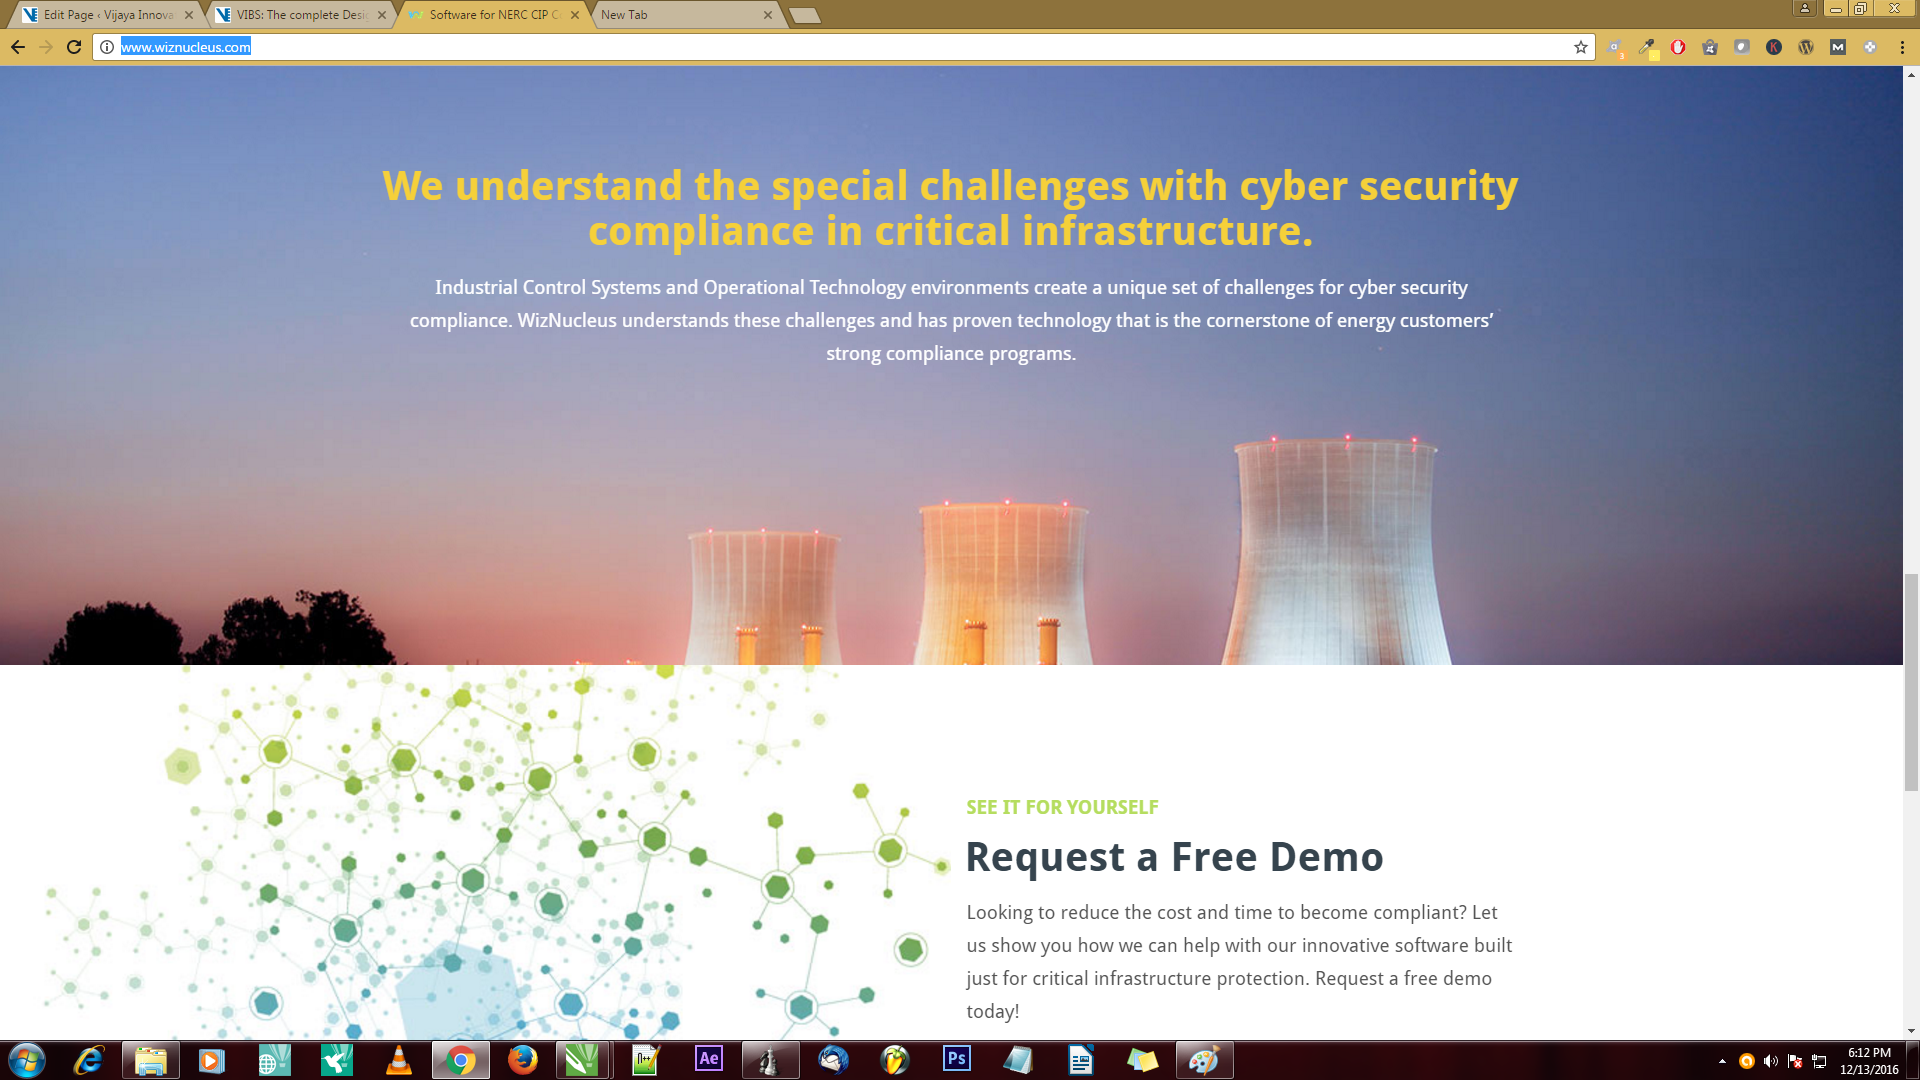 Edit Page ‹ Vijaya Innova
VIBS: The complete Desi
Software for NERC CIP C
New Tab
www.wiznucleus.com
We understand the special challenges with cyber security
compliance in critical infrastructure.
Industrial Control Systems and Operational Technology environments create a unique set of challenges for cyber security
compliance. WizNucleus understands these challenges and has proven technology that is the cornerstone of energy customers’
strong compliance programs.
SEE IT FOR YOURSELF
Request a Free Demo
Looking to reduce the cost and time to become compliant? Let
us show you how we can help with our innovative software built
just for critical infrastructure protection. Request a free demo
today!
Ae
Ps
6:12 PM
12/13/2016